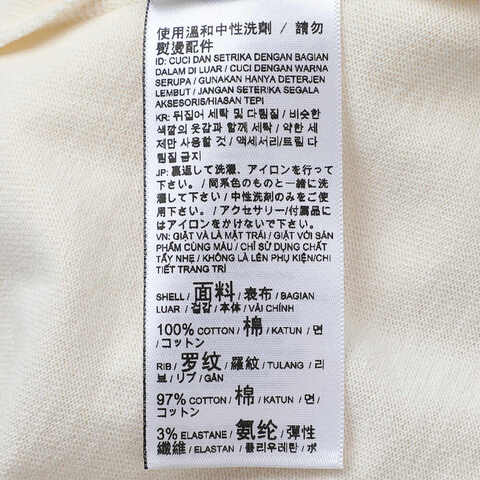 使用溫和中性洗劑 / 請勿
熨燙配件
ID: CUCI DAN SETRIKA DENGAN BAGIAN
DALAM DI LUAR / CUCI DENGAN WARNA
SERUPA / GUNAKAN HANYA DETERJEN
LEMBUT / JANGAN SETERIKA SEGALA
AKSESORIS/HIASAN TEPI
KR: 뒤집어 세탁 및 다림질 / 비슷한
색깔의 옷감과 함께 세탁 / 약한 세
제만 사용할 것 / 액세서리/트림 다
림질 금지
JP: 裏返して洗濯、アイロンを行って
下さい。/ 同系色のものと一緒に洗
濯して下さい / 中性洗剤のみをご使
用下さい。/ アクセサリー/付属品に
はアイロンをかけないで下さい。
VN: GIẶT VÀ LÀ MẶT TRÁI / GIẶT VỚI SẢN
PHẨM CÙNG MÀU / CHỈ SỬ DỤNG CHẤT
TẨY NHẸ / KHÔNG LÀ LÊN PHỤ KIỆN/CHI
TIẾT TRANG TRÍ
SHELL / 面料 / 表布 / BAGIAN
LUAR / 겉감 / 本体 / VẢI CHÍNH
100% COTTON / 棉 / KATUN / 면
/ コットン
RIB / 罗纹 / 羅紋 / TULANG / 리
브 / リブ / GÂN
97% COTTON / 棉 / KATUN / 면 /
コットン
3% ELASTANE / 氨纶 / 彈性
纖維 / ELASTAN / 폴리우레탄 / ポ